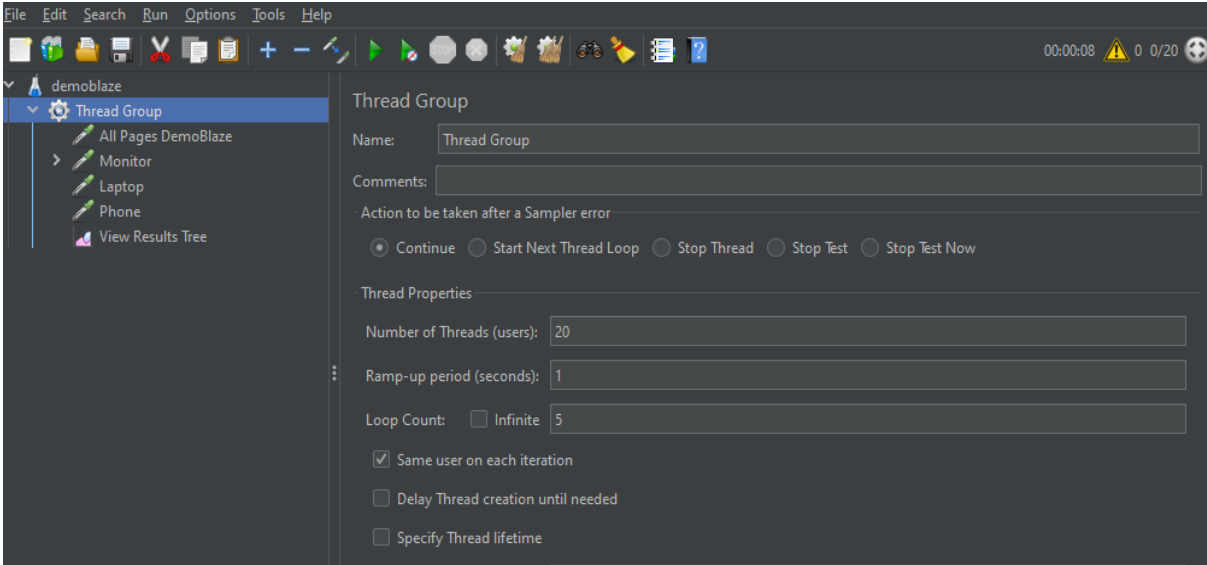 File Edit Search Run Options Tools Help
STOP 00:00:08 0 0/20
demoblaze
Thread Group
All Pages DemoBlaze
Monitor
Laptop
Phone
View Results Tree
Thread Group
Name: Thread Group
Comments:
Action to be taken after a Sampler error
Continue Start Next Thread Loop Stop Thread Stop Test Stop Test Now
Thread Properties
Number of Threads (users): 20
Ramp-up period (seconds): 1
Loop Count: Infinite 5
Same user on each iteration
Delay Thread creation until needed
Specify Thread lifetime